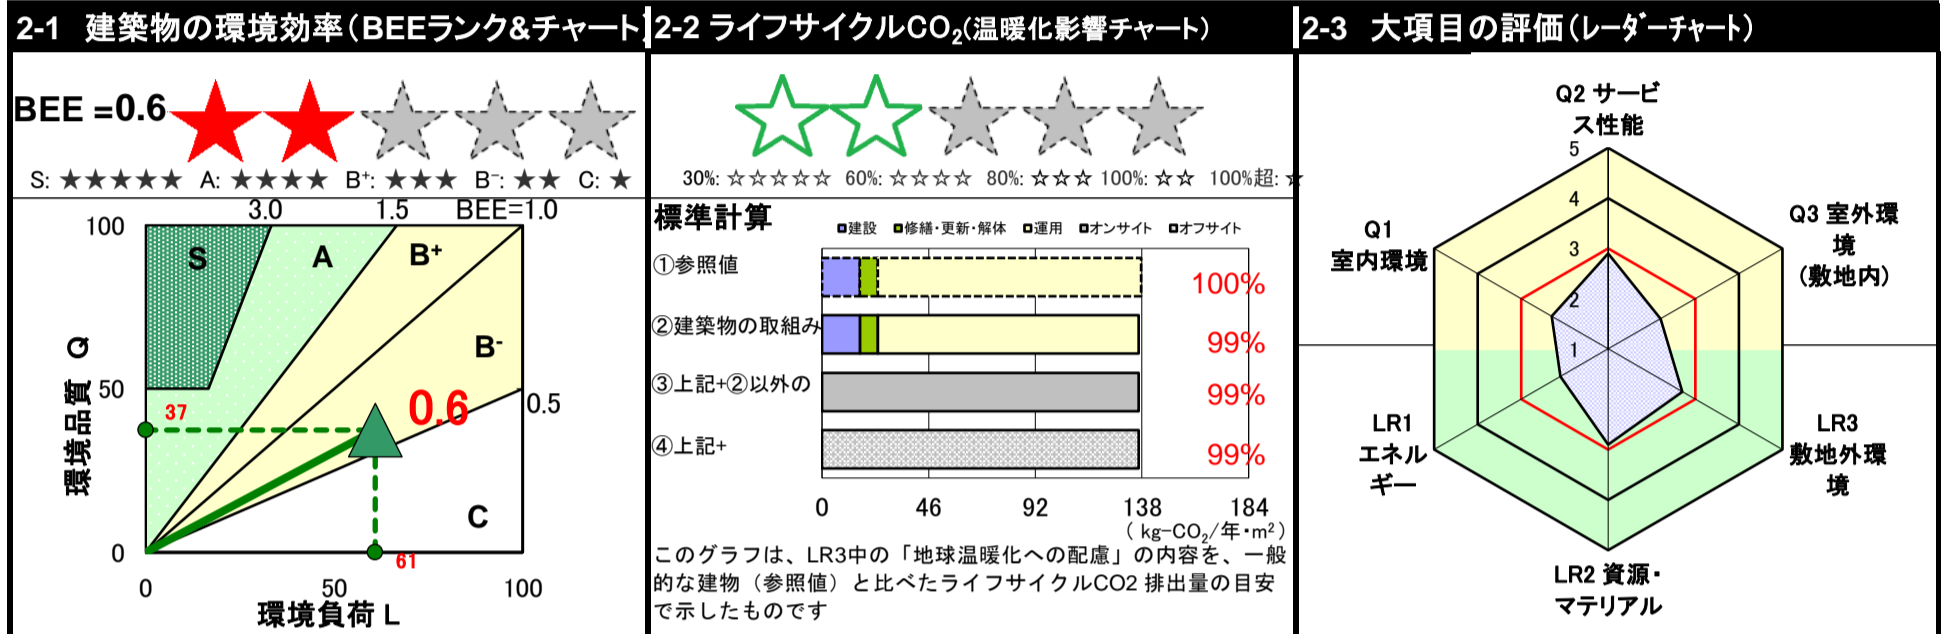 2-1 建築物の環境効率(BEEランク&チャート)
BEE =0.6
S: ★★★★★ A: ★★★★ B+: ★★★ B-: ★★ C: ★
3.0 1.5 BEE=1.0
100
S
A
B+
B-
50
37
0.6
0.5
C
0
61
0 50 100
環境品質 Q
環境負荷 L
2-2 ライフサイクルCO2(温暖化影響チャート)
30%: ☆☆☆☆☆ 60%: ☆☆☆☆ 80%: ☆☆☆ 100%: ☆☆ 100%超: ☆
標準計算
建設 修繕・更新・解体 運用 オンサイト オフサイト
①参照値 100%
②建築物の取組み 99%
③上記+②以外の 99%
④上記+ 99%
0 46 92 138 184
( kg-CO2/年・m2 )
このグラフは、LR3中の「地球温暖化への配慮」の内容を、一般
的な建物（参照値）と比べたライフサイクルCO2 排出量の目安
で示したものです
2-3 大項目の評価(レーダーチャート)
Q2 サービ
ス性能
5
4
3
2
1
Q1
室内環境
Q3 室外環
境
(敷地内)
LR1
エネル
ギー
LR3
敷地外環
境
LR2 資源・
マテリアル